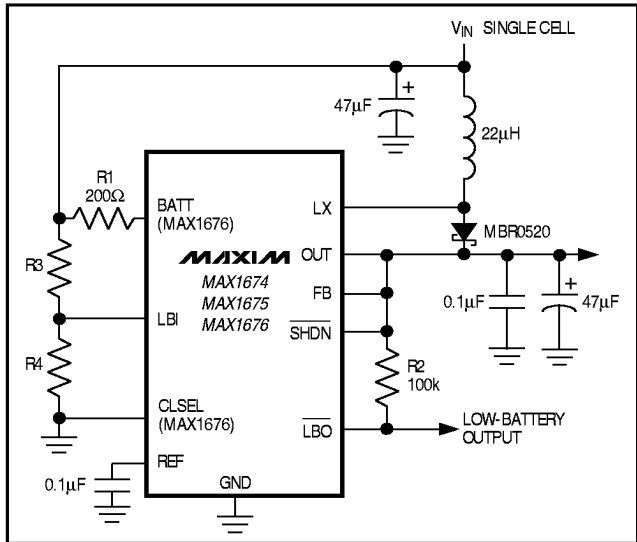 VIN SINGLE CELL
47µF
+
22µH
R1
200Ω
BATT
(MAX1676)
LX
MBR0520
MAXIM
OUT
MAX1674
MAX1675
MAX1676
R3
FB
0.1µF
+
47µF
LBI
SHDN
R4
R2
100k
CLSEL
(MAX1676)
LBO
LOW-BATTERY
OUTPUT
REF
0.1µF
GND